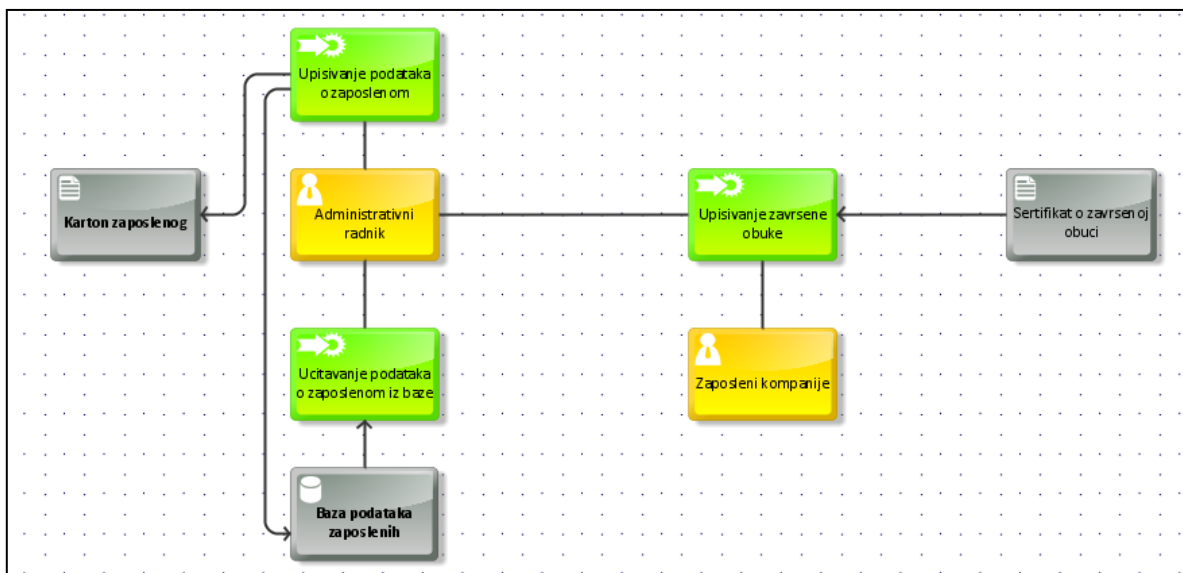 Upisivanje podataka
o zaposlenom
Karton zaposlenog
Administrativni
radnik
Upisivanje zavrsene
obuke
Sertifikat o zavrsenoj
obuci
Ucitavanje podataka
o zaposlenom iz baze
Zaposleni kompanije
Baza podataka
zaposlenih